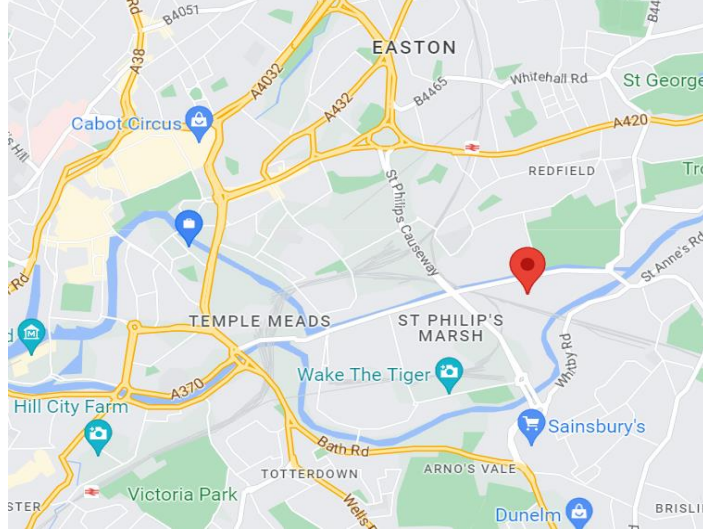 Rd
B4051
A38
EASTON
B44
A4032
B4465
Whitehall Rd
St George
Cabot Circus
A432
A420
's Hill
REDFIELD
St Philips Causeway
Tro
St Anne's Rd
Rd
TEMPLE MEADS
ST PHILIP'S
MARSH
d
M
Wake The Tiger
Whitby Rd
A370
Hill City Farm
Sainsbury's
Bath Rd
TOTTERDOWN
ARNO'S VALE
STER
Victoria Park
Wells R
Dunelm
BRISLI